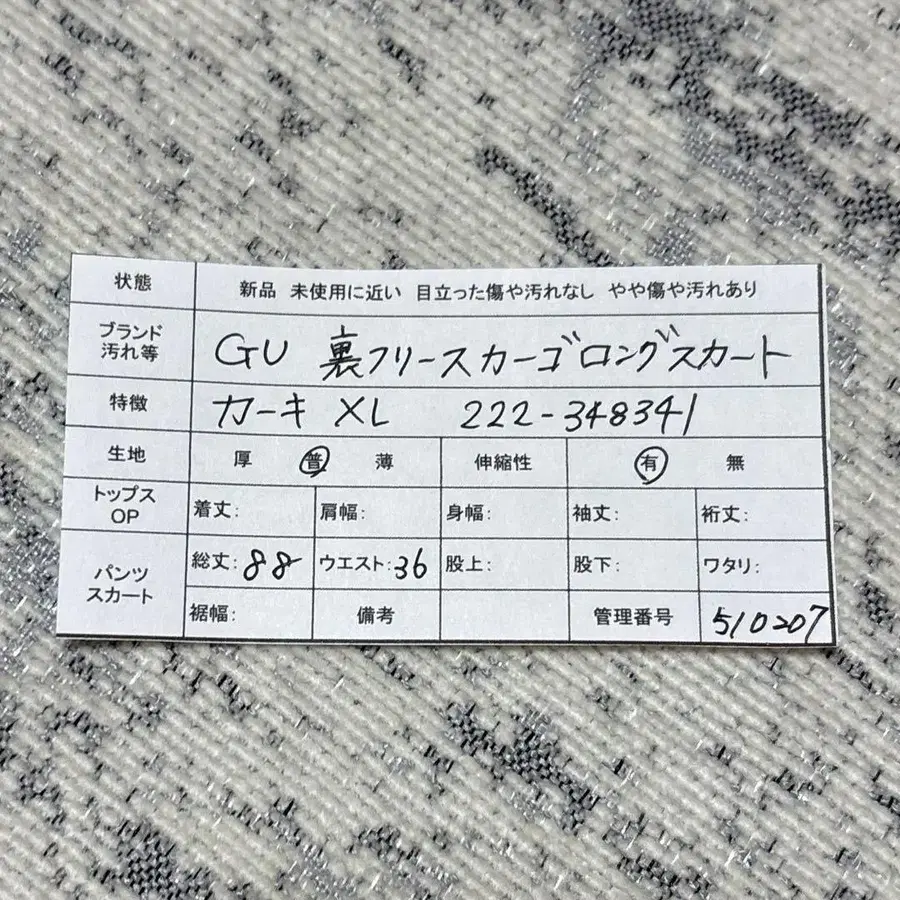 状態 新品 未使用に近い 目立った傷や汚れなし やや傷や汚れあり
ブランド
汚れ等 GU 裏フリースカーゴロングスカート
特徴 カーキ XL 222-348341
生地 厚 普 薄 伸縮性 有 無
トップス
OP 着丈: 肩幅: 身幅: 袖丈: 裄丈:
パンツ
スカート 総丈:88 ウエスト:36 股上: 股下: ワタリ:
裾幅: 備考 管理番号 510207